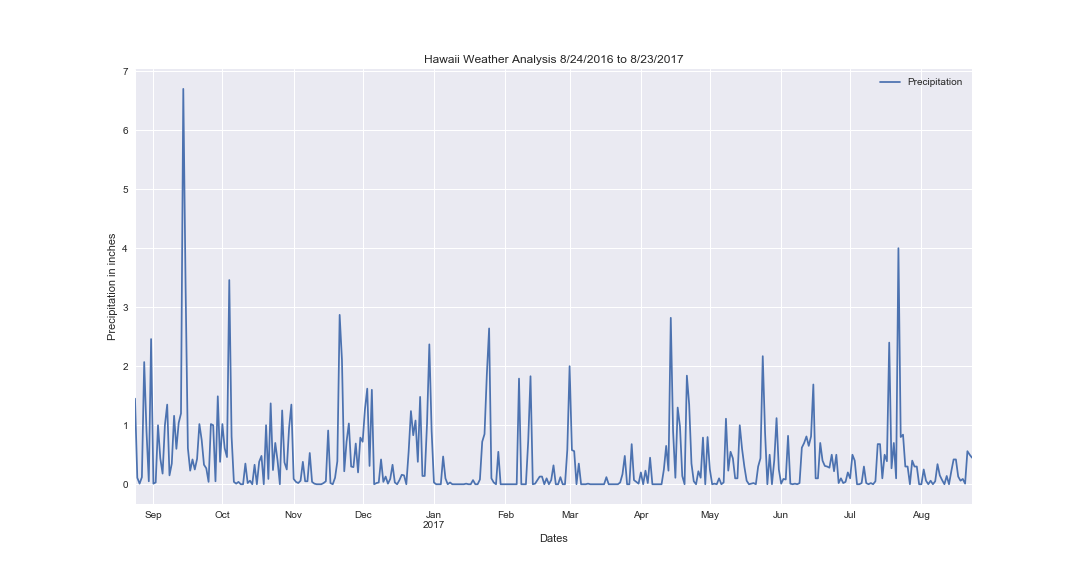 Hawaii Weather Analysis 8/24/2016 to 8/23/2017
Precipitation
7
6
5
4
3
2
1
0
Precipitation in inches
Sep Oct Nov Dec Jan Feb Mar Apr May Jun Jul Aug
2017
Dates